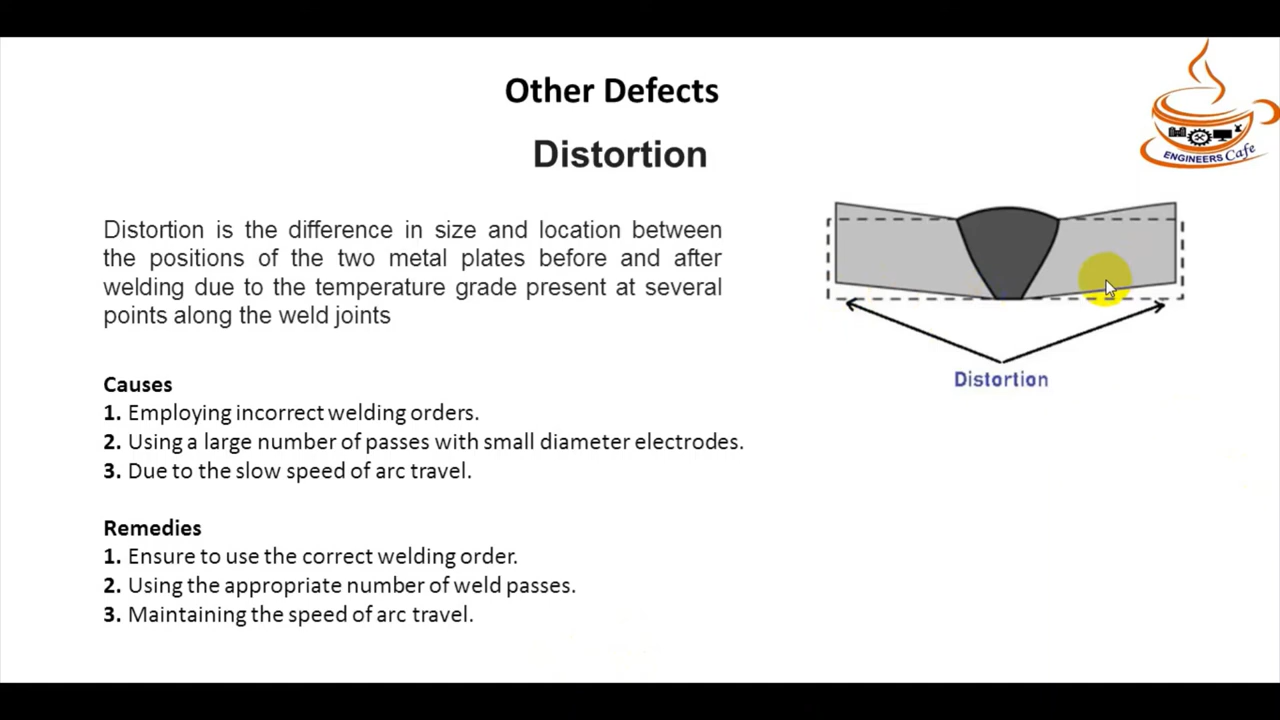 Other Defects
Distortion
ENGINEERS Cafe
Distortion is the difference in size and location between
the positions of the two metal plates before and after
welding due to the temperature grade present at several
points along the weld joints
Distortion
Causes
1. Employing incorrect welding orders.
2. Using a large number of passes with small diameter electrodes.
3. Due to the slow speed of arc travel.
Remedies
1. Ensure to use the correct welding order.
2. Using the appropriate number of weld passes.
3. Maintaining the speed of arc travel.